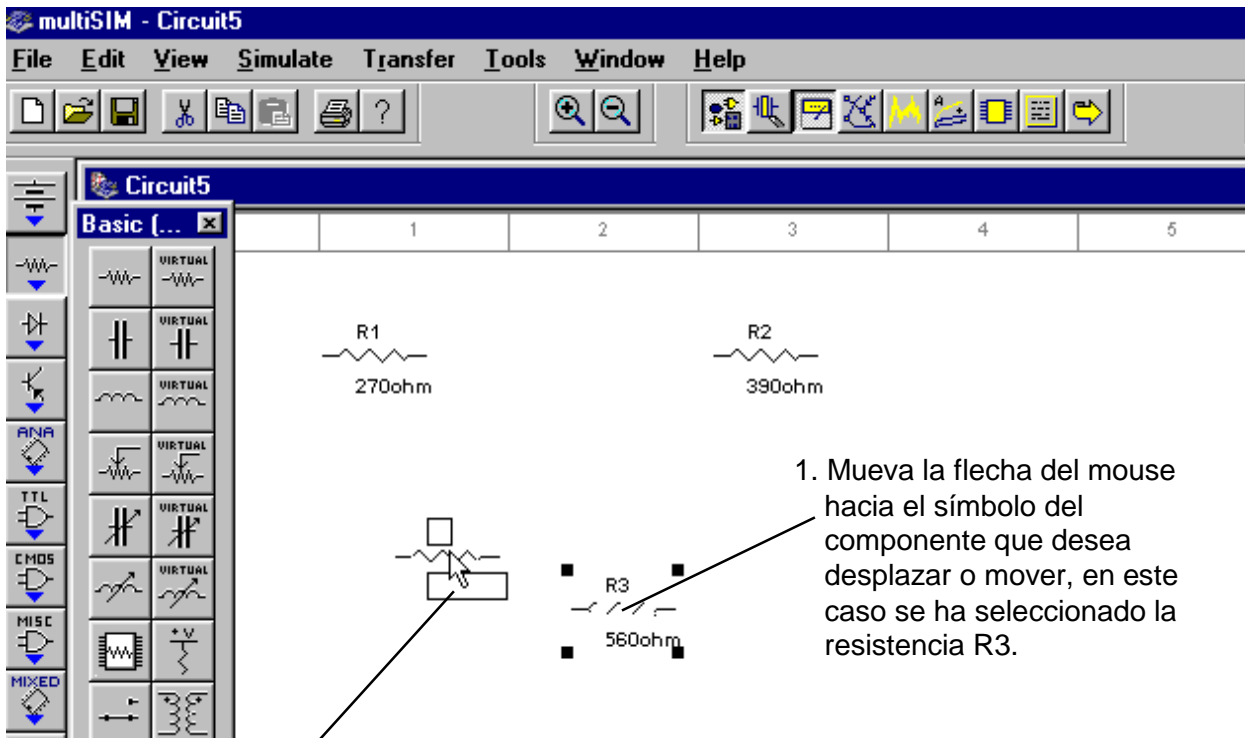 multiSIM - Circuit5
File Edit View Simulate Transfer Tools Window Help
?
Circuit5
Basic (...
1 2 3 4 5
VIRTUAL
VIRTUAL
VIRTUAL
VIRTUAL
VIRTUAL
VIRTUAL
+V
ANA
TTL
CMOS
MISC
MIXED
R1
270ohm
R2
390ohm
R3
560ohm
1. Mueva la flecha del mouse
hacia el símbolo del
componente que desea
desplazar o mover, en este
caso se ha seleccionado la
resistencia R3.